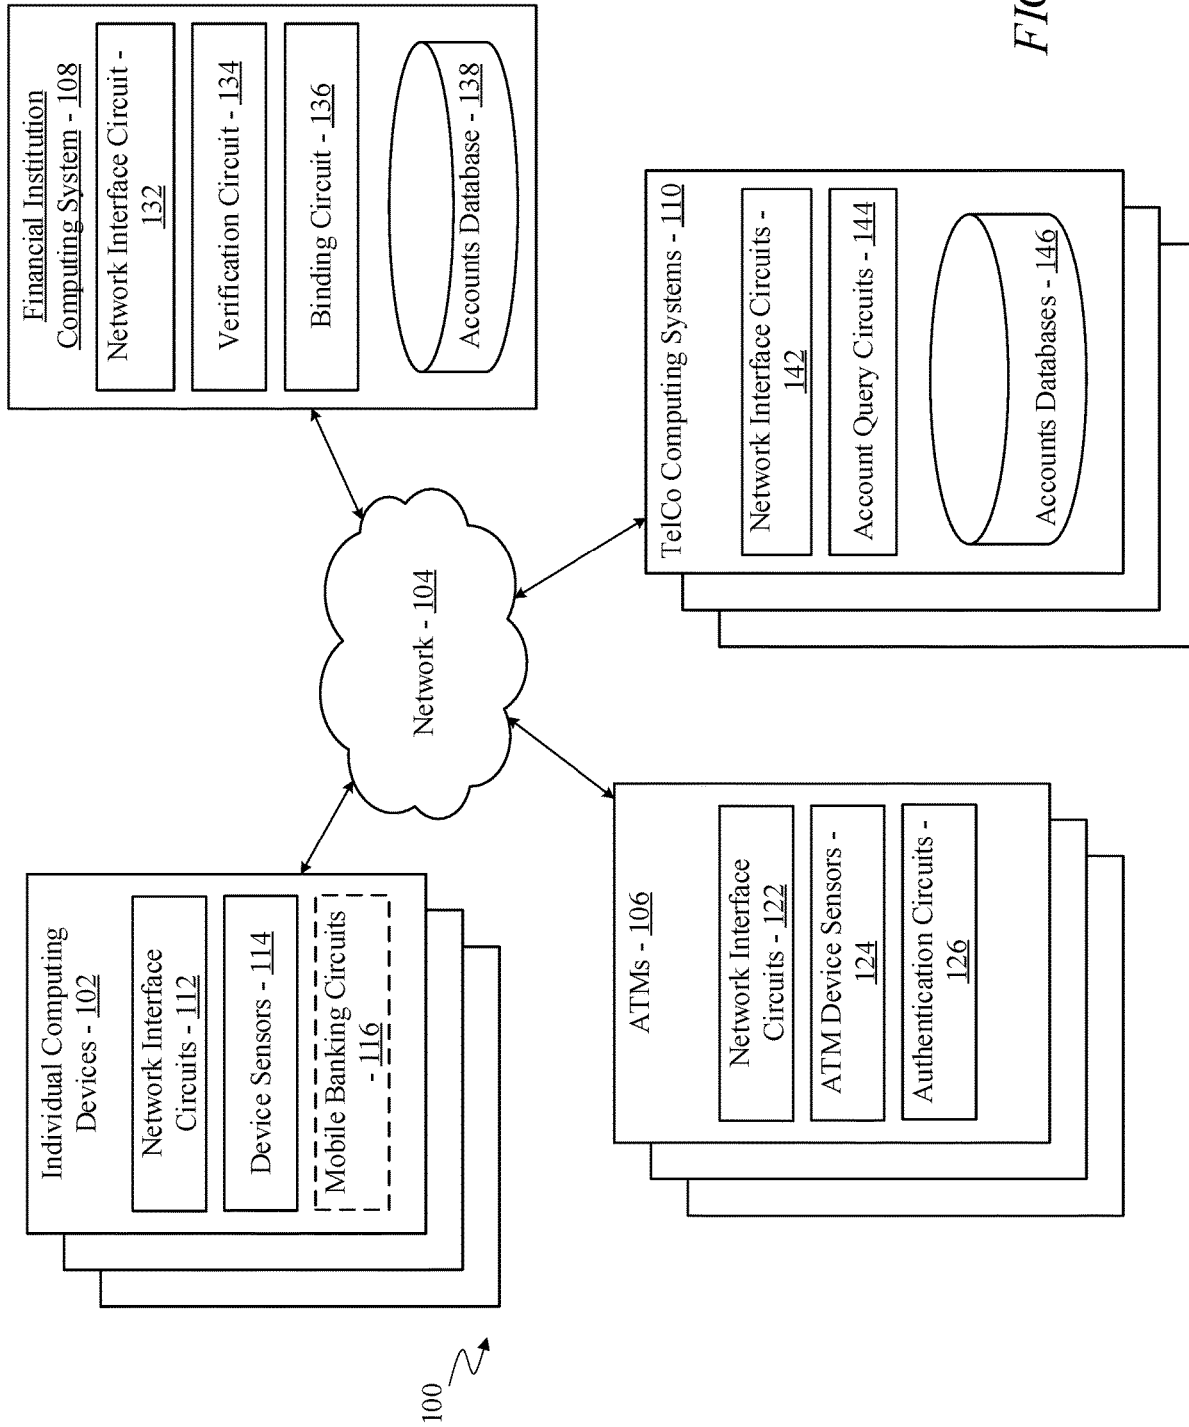 100
Individual Computing
Devices - 102
Network Interface
Circuits - 112
Device Sensors - 114
Mobile Banking Circuits
- 116
Network - 104
Financial Institution
Computing System - 108
Network Interface Circuit -
132
Verification Circuit - 134
Binding Circuit - 136
Accounts Database - 138
ATMs - 106
Network Interface
Circuits - 122
ATM Device Sensors -
124
Authentication Circuits -
126
TelCo Computing Systems - 110
Network Interface Circuits -
142
Account Query Circuits - 144
Accounts Databases - 146